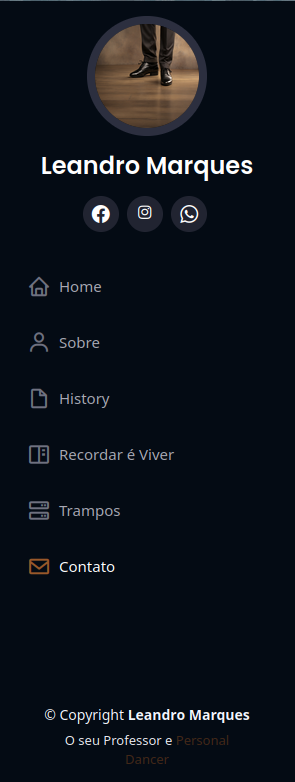 Leandro Marques
Home
Sobre
History
Recordar é Viver
Trampos
Contato
© Copyright Leandro Marques
O seu Professor e Personal
Dancer